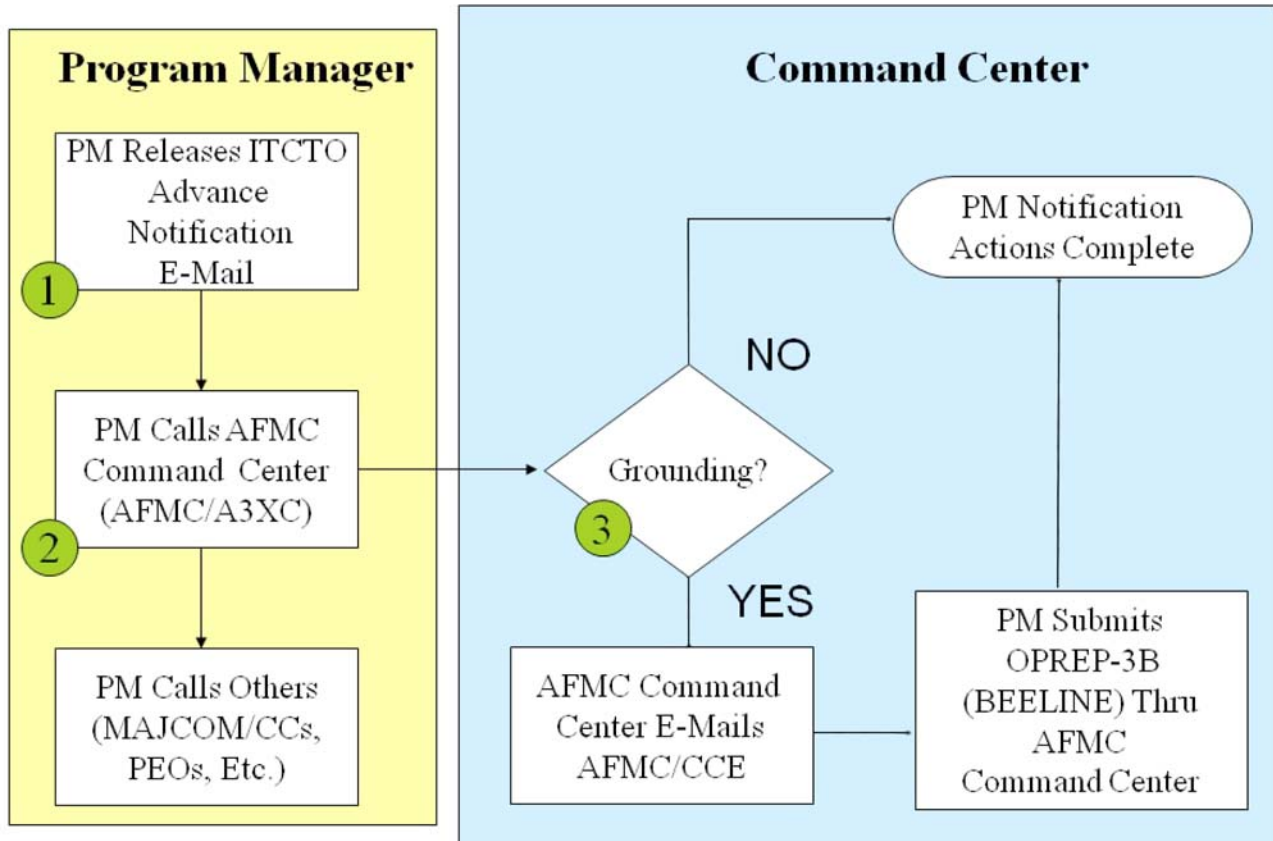 Program Manager
PM Releases ITCTO
Advance
Notification
E-Mail
1
PM Calls AFMC
Command Center
(AFMC/A3XC)
2
PM Calls Others
(MAJCOM/CCs,
PEOs, Etc.)
Command Center
PM Notification
Actions Complete
NO
Grounding?
3
YES
AFMC Command
Center E-Mails
AFMC/CCE
PM Submits
OPREP-3B
(BEELINE) Thru
AFMC
Command Center